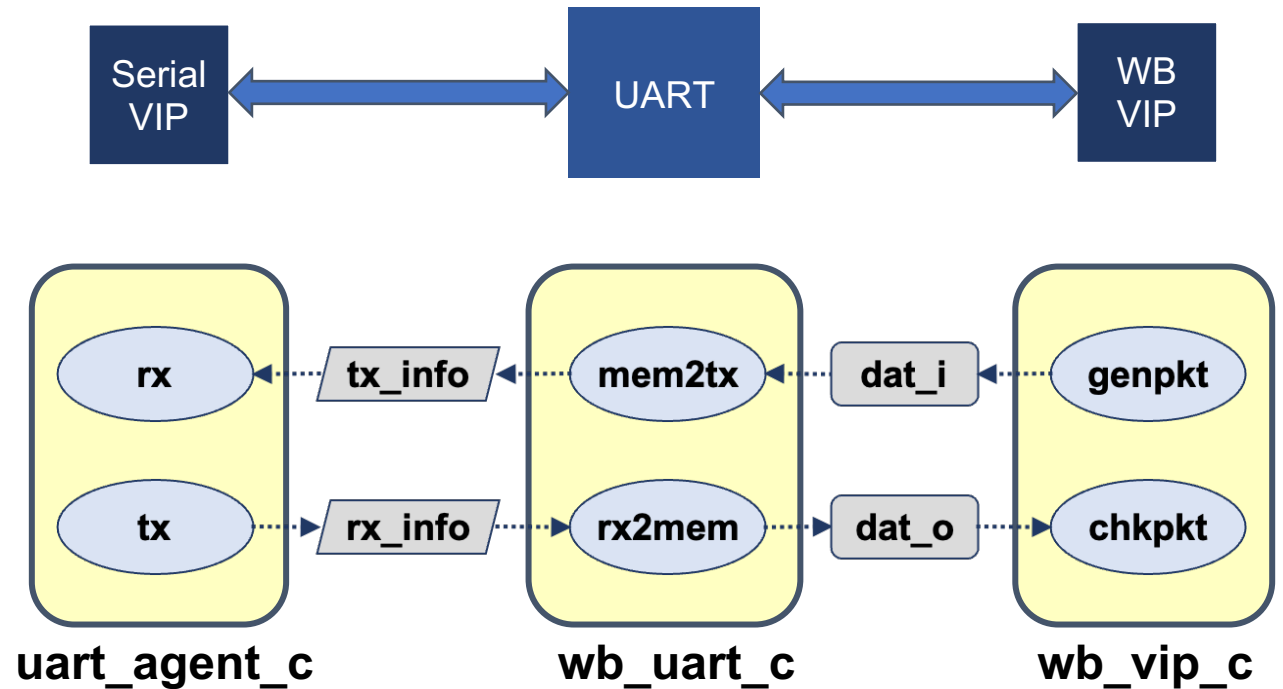 Serial
VIP
UART
WB
VIP
rx
tx_info
mem2tx
dat_i
genpkt
tx
rx_info
rx2mem
dat_o
chkpkt
uart_agent_c
wb_uart_c
wb_vip_c